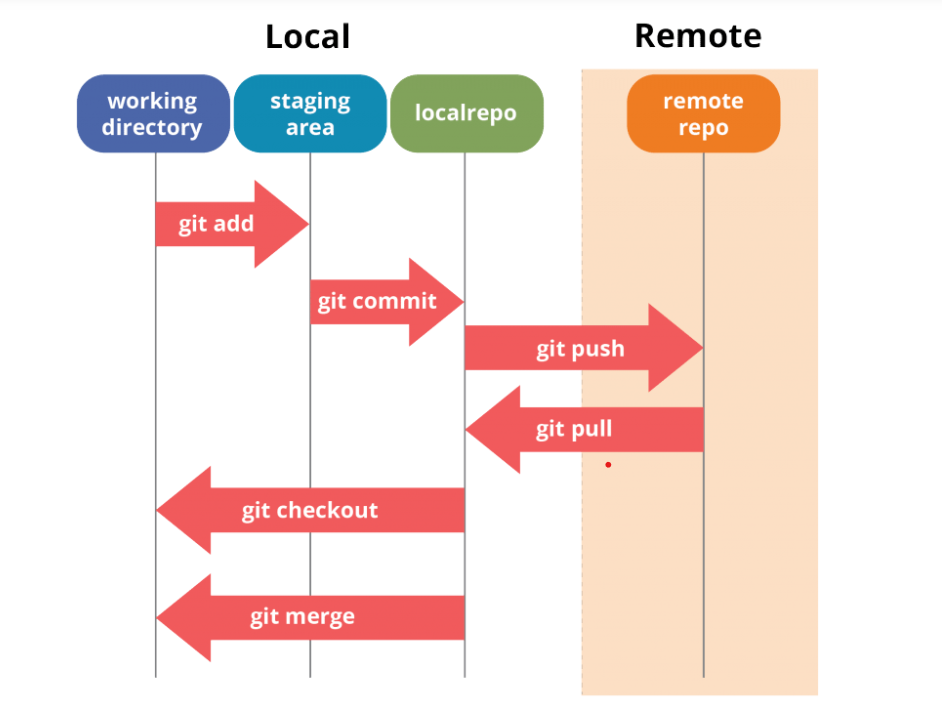 Local
Remote
working
directory
staging
area
localrepo
remote
repo
git add
git commit
git push
git pull
git checkout
git merge